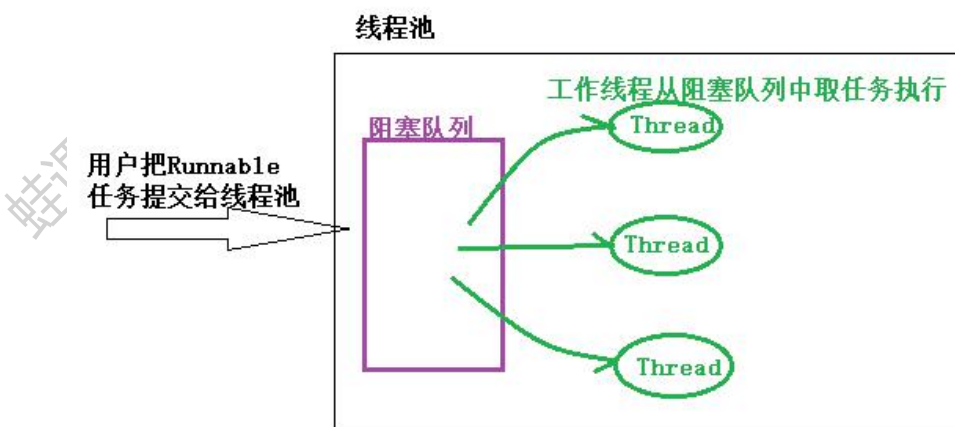 线程池
工作线程从阻塞队列中取任务执行
阻塞队列
Thread
用户把Runnable
任务提交给线程池
Thread
Thread